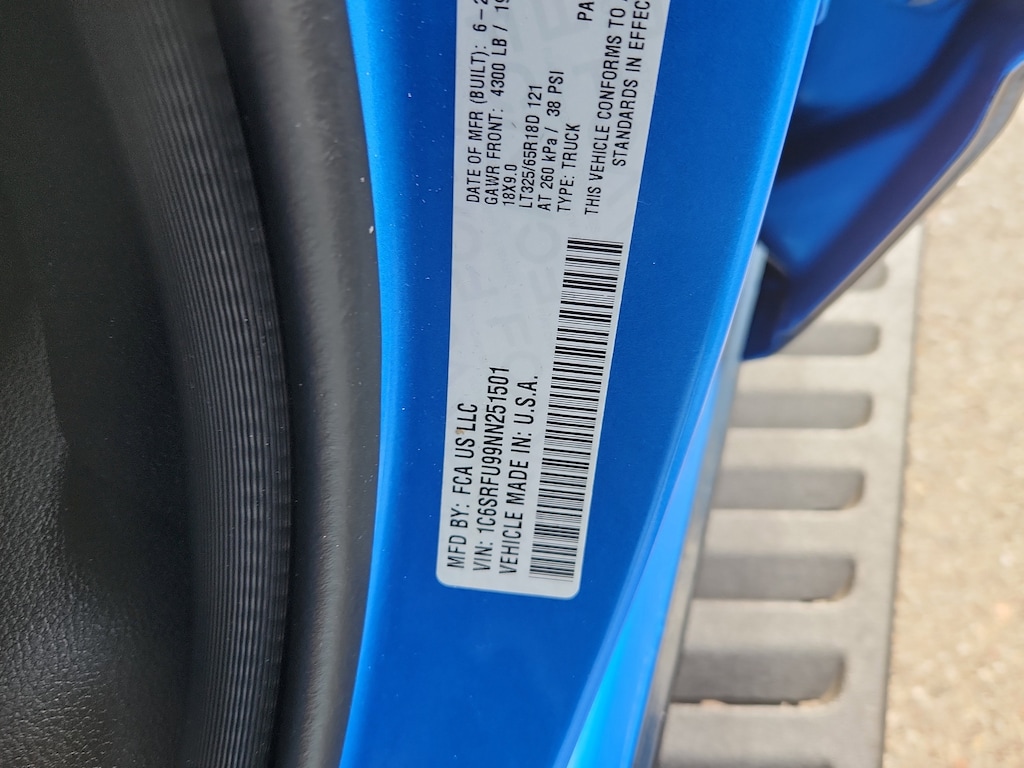 MFD BY: FCA US LLC
VIN: 1C6SRFU99NN251501
VEHICLE MADE IN: U.S.A.
DATE OF MFR (BUILT): 6-2
GAWR FRONT: 4300 LB / 19
18X9.0
LT325/65R18D 121
AT 260 kPa / 38 PSI
TYPE: TRUCK
THIS VEHICLE CONFORMS TO
STANDARDS IN EFFEC
PA